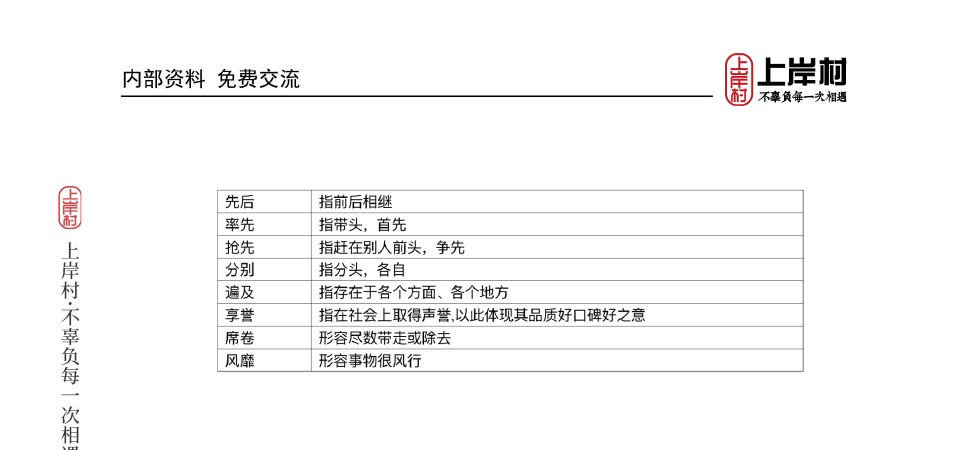 内部资料 免费交流
上岸村
上岸村
不辜负每一次相遇
先后 指前后相继
率先 指带头，首先
抢先 指赶在别人前头，争先
分别 指分头，各自
遍及 指存在于各个方面、各个地方
享誉 指在社会上取得声誉,以此体现其品质好口碑好之意
席卷 形容尽数带走或除去
风靡 形容事物很风行
上岸村
上岸村·不辜负每一次相